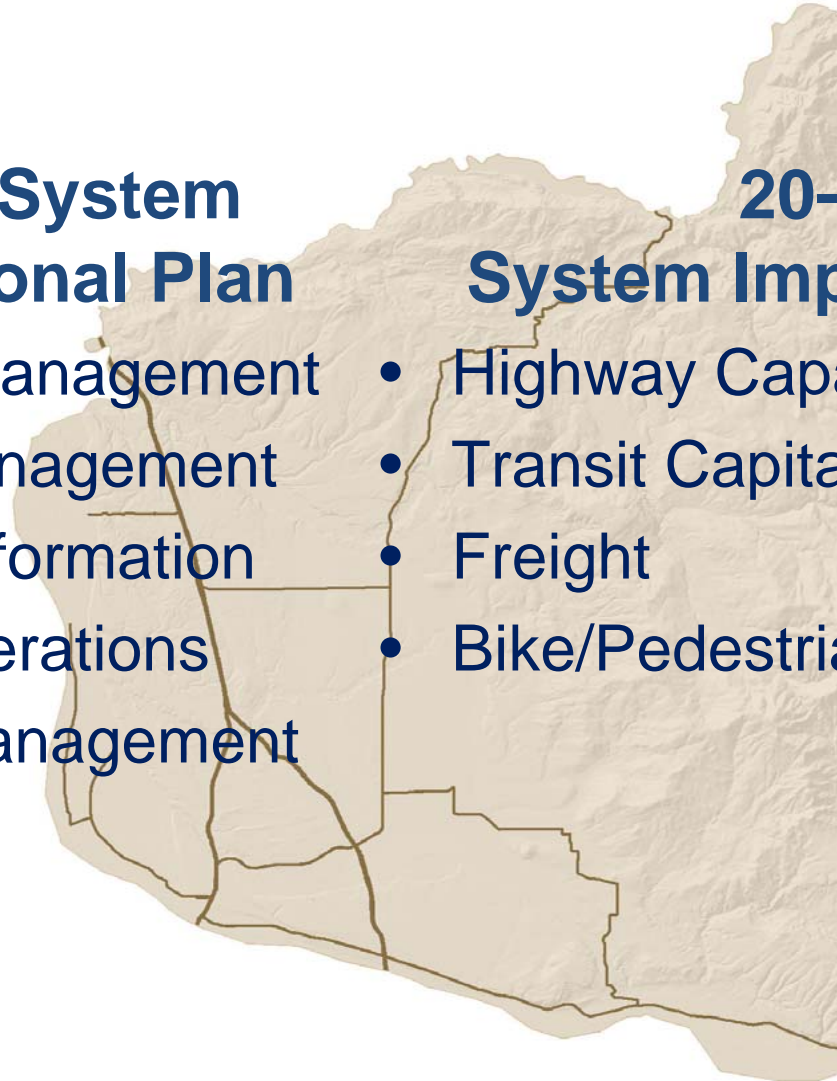 System
onal Plan
anagement
nagement
formation
erations
anagement
20-
System Imp
• Highway Capa
• Transit Capita
• Freight
• Bike/Pedestria